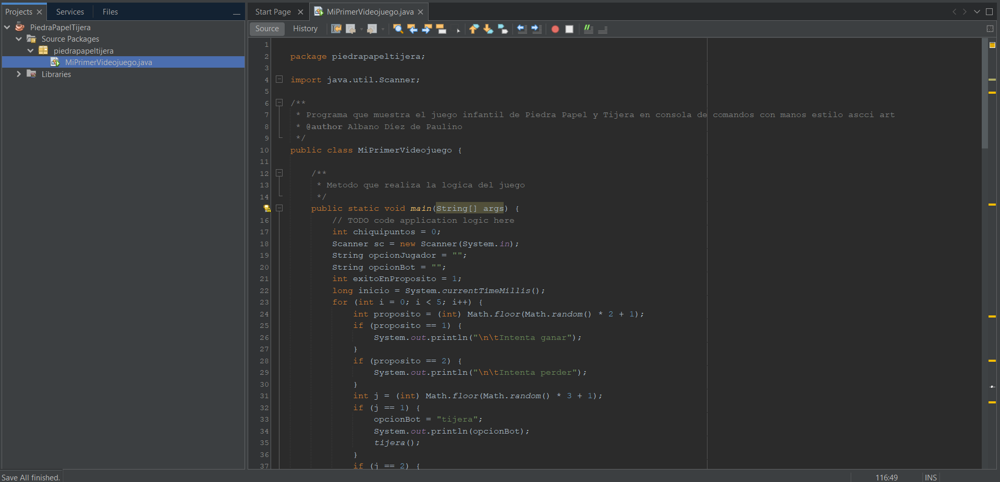 Projects Services Files
PiedraPapelTijera
Source Packages
piedrapapeltijera
MiPrimerVideojuego.java
Libraries
Start Page MiPrimerVideojuego.java
Source History
1
2 package piedrapapeltijera;
3
4 import java.util.Scanner;
5
6 /**
7 * Programa que muestra el juego infantil de Piedra Papel y Tijera en consola de comandos con manos estilo ascci art
8 * @author Albano Díez de Paulino
9 */
10 public class MiPrimerVideojuego {
11
12 /**
13 * Metodo que realiza la logica del juego
14 */
public static void main(String[] args) {
16 // TODO code application logic here
17 int chiquipuntos = 0;
18 Scanner sc = new Scanner(System.in);
19 String opcionJugador = "";
20 String opcionBot = "";
21 int exitoEnProposito = 1;
22 long inicio = System.currentTimeMillis();
23 for (int i = 0; i < 5; i++) {
24 int proposito = (int) Math.floor(Math.random() * 2 + 1);
25 if (proposito == 1) {
26 System.out.println("\n\tIntenta ganar");
27 }
28 if (proposito == 2) {
29 System.out.println("\n\tIntenta perder");
30 }
31 int j = (int) Math.floor(Math.random() * 3 + 1);
32 if (j == 1) {
33 opcionBot = "tijera";
34 System.out.println(opcionBot);
35 tijera();
36 }
37 if (j == 2) {
Save All finished. 116:49 INS